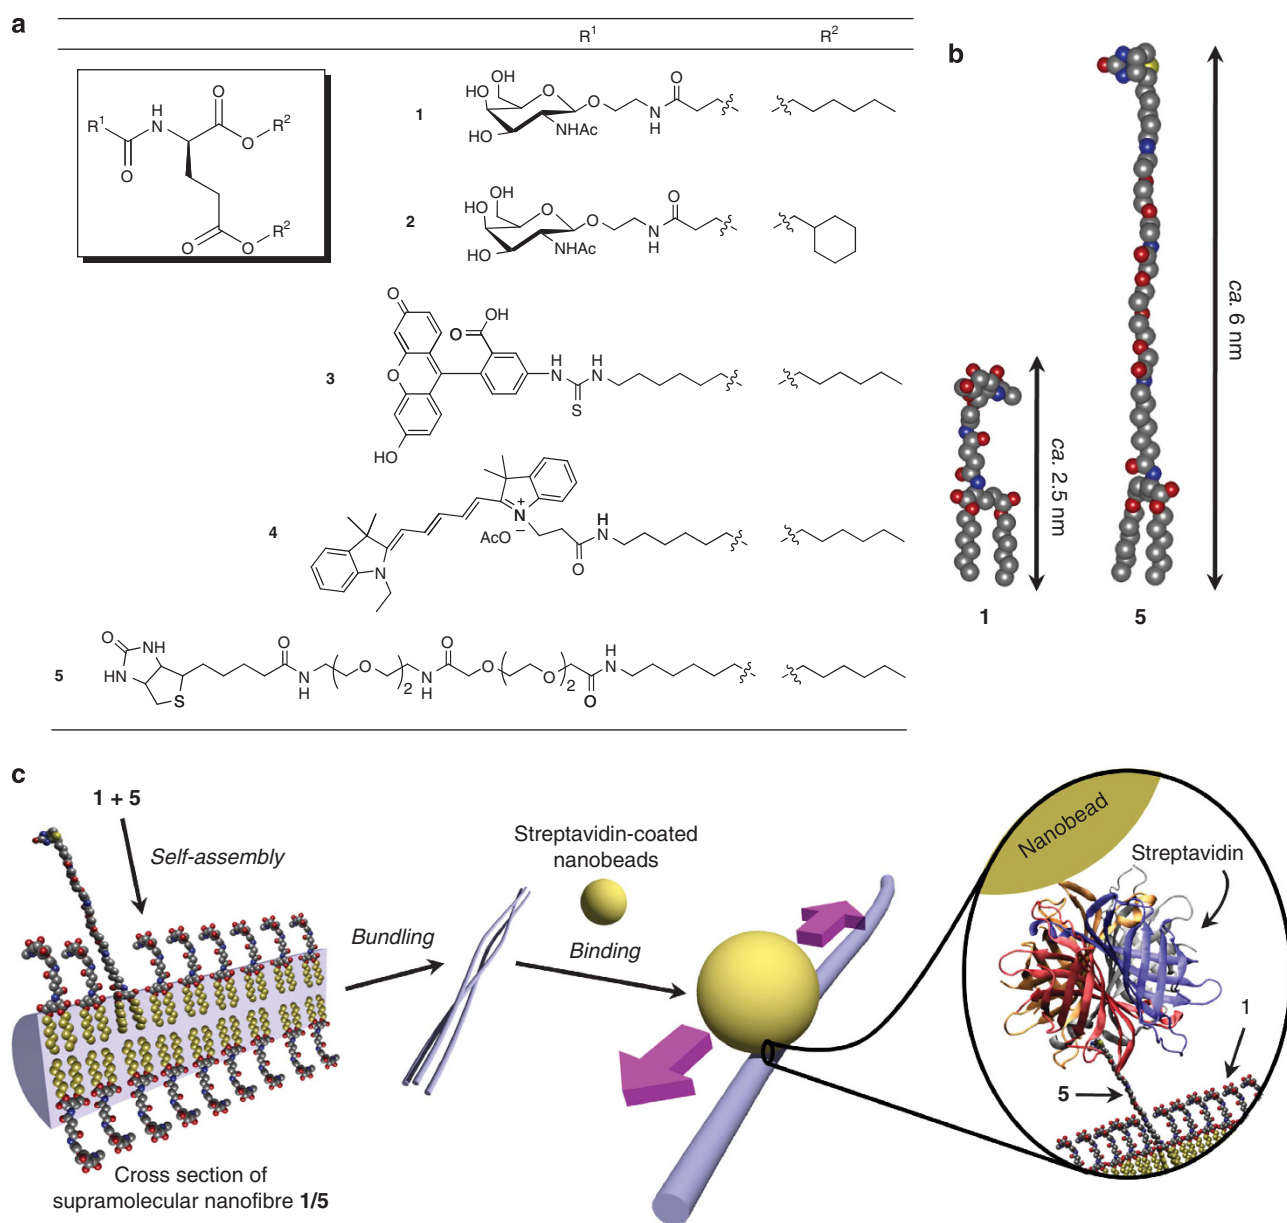 a
R1 R2
R1 N H O O R2 O O O R2
1 HO OH O HO NHAc O N H O
2 HO OH O HO NHAc O N H O
3 O O OH O HO H N S H N
4 N + N AcO− O H N
5 O NH HN S O N H O 2 N H O O O 2 O H N
b
ca. 2.5 nm
ca. 6 nm
1 5
c
1 + 5
Self-assembly
Cross section of
supramolecular nanofibre 1/5
Bundling
Streptavidin-coated
nanobeads
Binding
Nanobead
Streptavidin
1
5